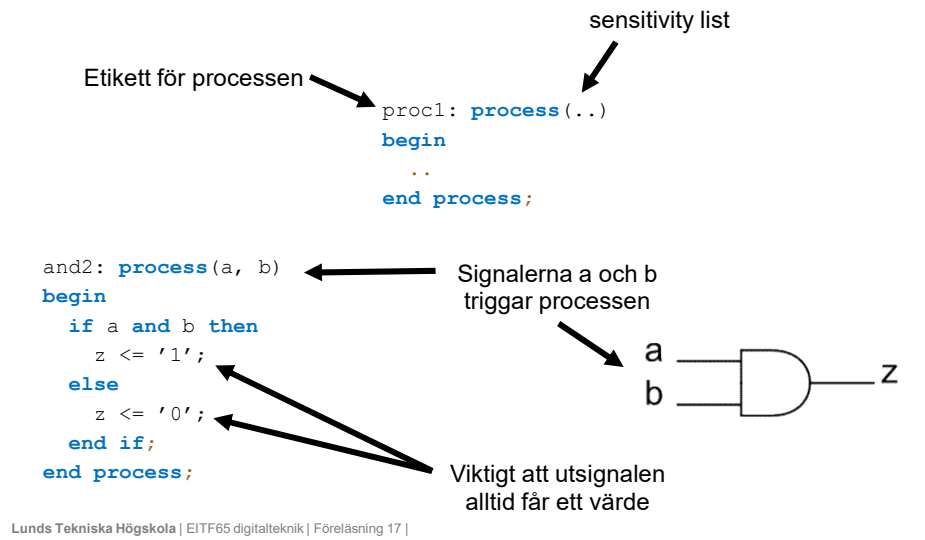 sensitivity list
Etikett för processen
proc1: process(..)
begin
..
end process;
and2: process(a, b)
begin
if a and b then
z <= '1';
else
z <= '0';
end if;
end process;
Signalerna a och b
triggar processen
a
b
z
Viktigt att utsignalen
alltid får ett värde
Lunds Tekniska Högskola | EITF65 digitalteknik | Föreläsning 17 |